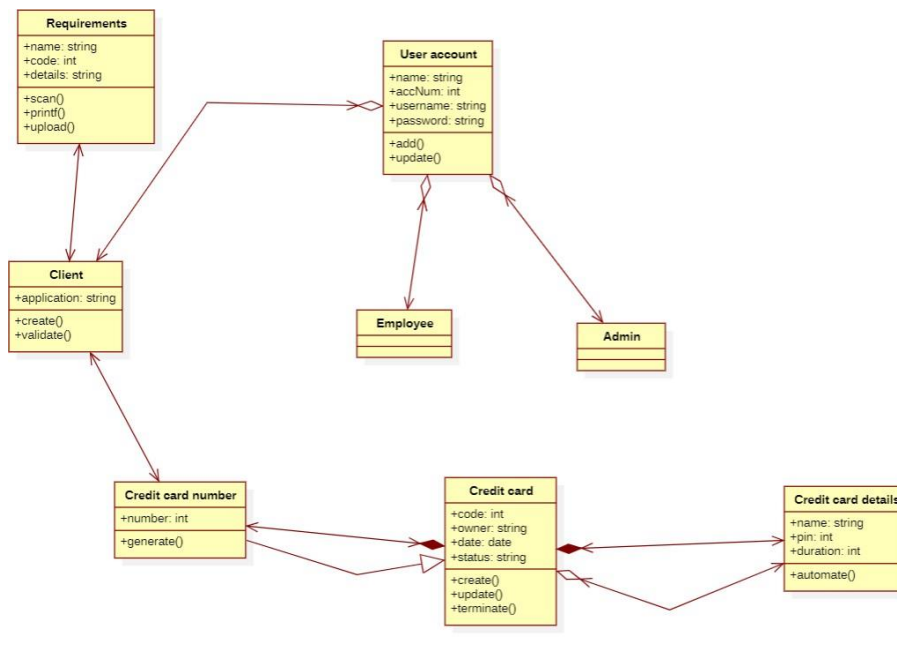 Requirements
+name: string
+code: int
+details: string
+scan()
+printf()
+upload()
User account
+name: string
+accNum: int
+username: string
+password: string
+add()
+update()
Client
+application: string
+create()
+validate()
Employee
Admin
Credit card number
+number: int
+generate()
Credit card
+code: int
+owner: string
+date: date
+status: string
+create()
+update()
+terminate()
Credit card details
+name: string
+pin: int
+duration: int
+automate()